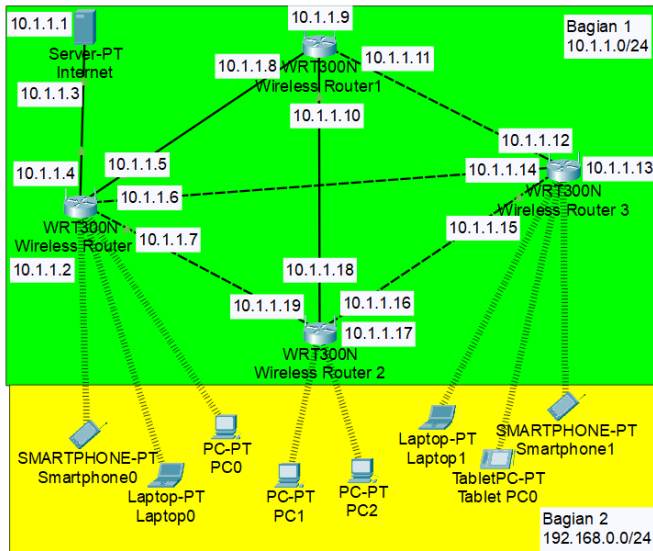 10.1.1.1
Server-PT
Internet
10.1.1.3
10.1.1.9
WRT300N
Wireless Router1
10.1.1.8
10.1.1.11
10.1.1.10
Bagian 1
10.1.1.0/24
10.1.1.4
10.1.1.5
10.1.1.6
10.1.1.7
WRT300N
Wireless Router
10.1.1.2
10.1.1.12
10.1.1.14
10.1.1.13
WRT300N
Wireless Router 3
10.1.1.15
10.1.1.18
10.1.1.19
10.1.1.16
10.1.1.17
WRT300N
Wireless Router 2
SMARTPHONE-PT
Smartphone0
Laptop-PT
Laptop0
PC-PT
PC0
PC-PT
PC1
PC-PT
PC2
Laptop-PT
Laptop1
TabletPC-PT
Tablet PC0
SMARTPHONE-PT
Smartphone1
Bagian 2
192.168.0.0/24